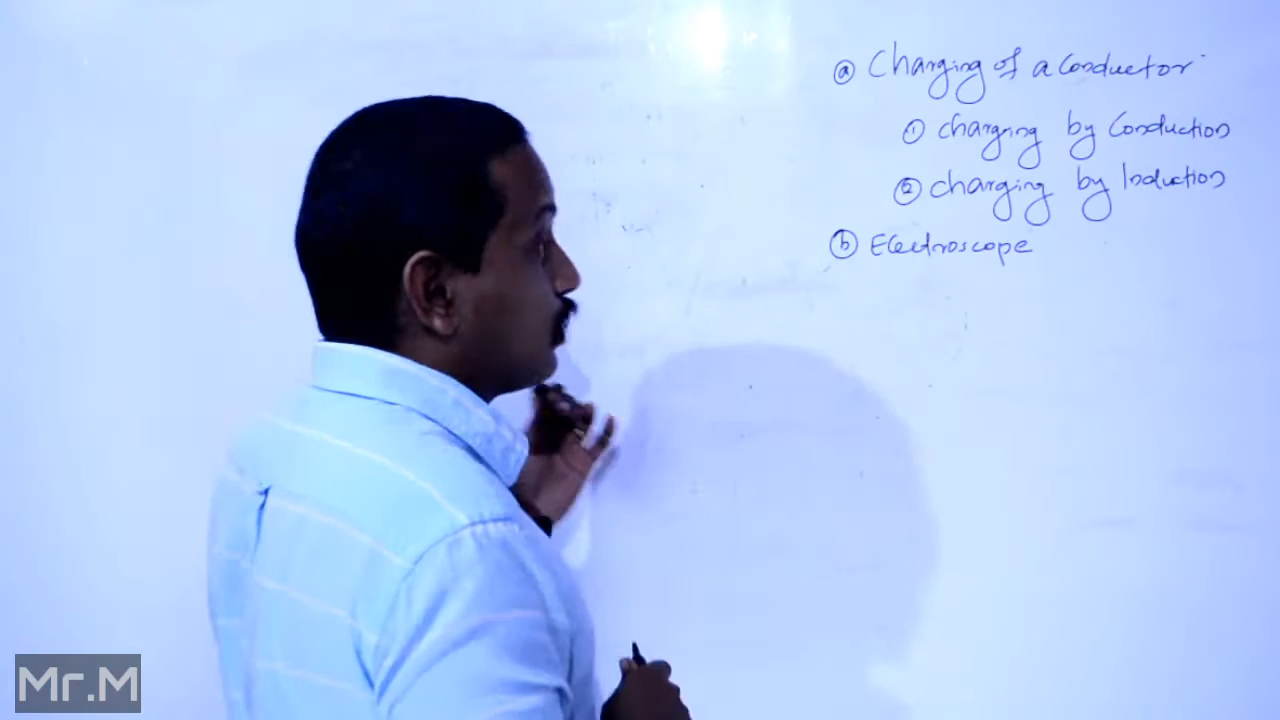 ⓐ Charging of a Conductor
① charging by Conduction
② charging by Induction
ⓑ Electroscope
Mr.M